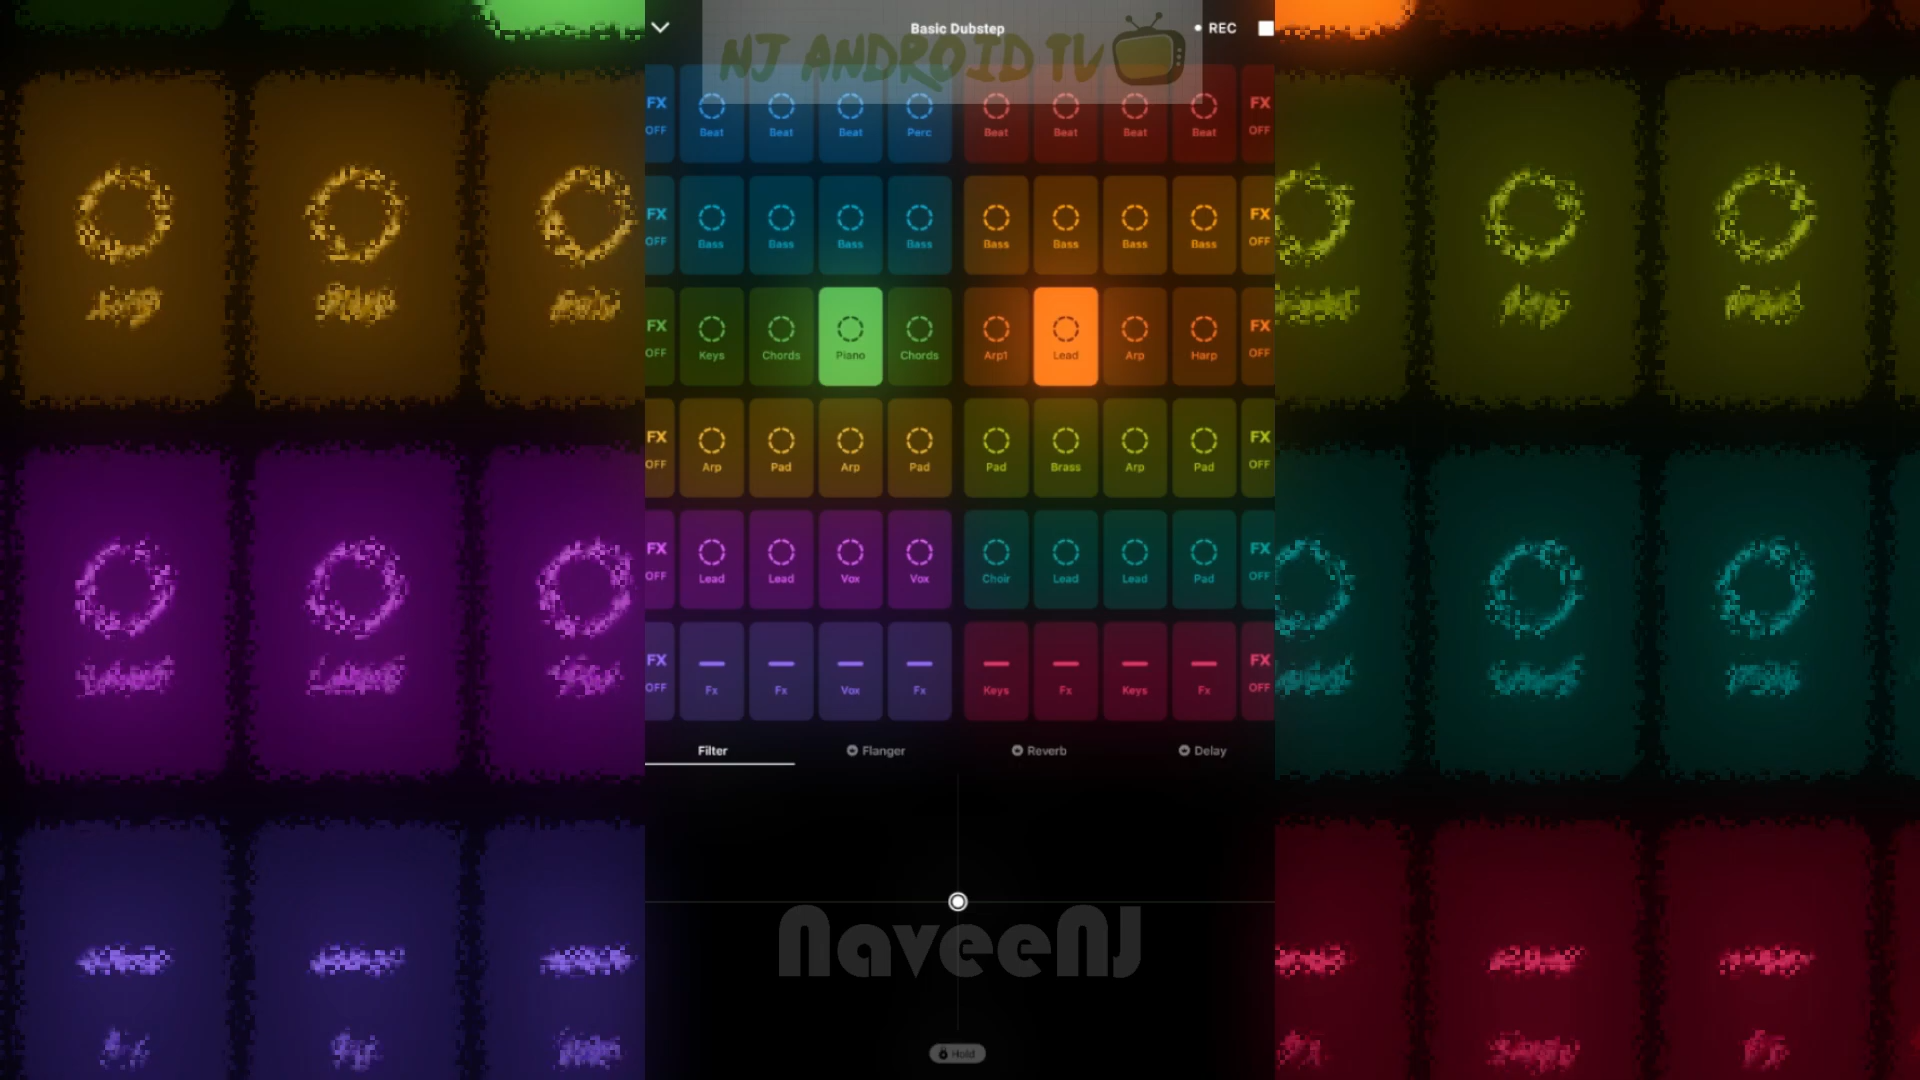 Basic Dubstep
REC
NJ ANDROID TV
FX Beat Beat Beat Perc Beat Beat Beat Beat FX
OFF OFF
FX Bass Bass Bass Bass Bass Bass Bass Bass FX
OFF OFF
FX Keys Chords Piano Chords Arp1 Lead Arp Harp FX
OFF OFF
FX Arp Pad Arp Pad Pad Brass Arp Pad FX
OFF OFF
FX Lead Lead Vox Vox Choir Lead Lead Pad FX
OFF OFF
FX Fx Fx Vox Fx Keys Fx Keys Fx FX
OFF OFF
Filter Flanger Reverb Delay
NaveeNJ
Hold